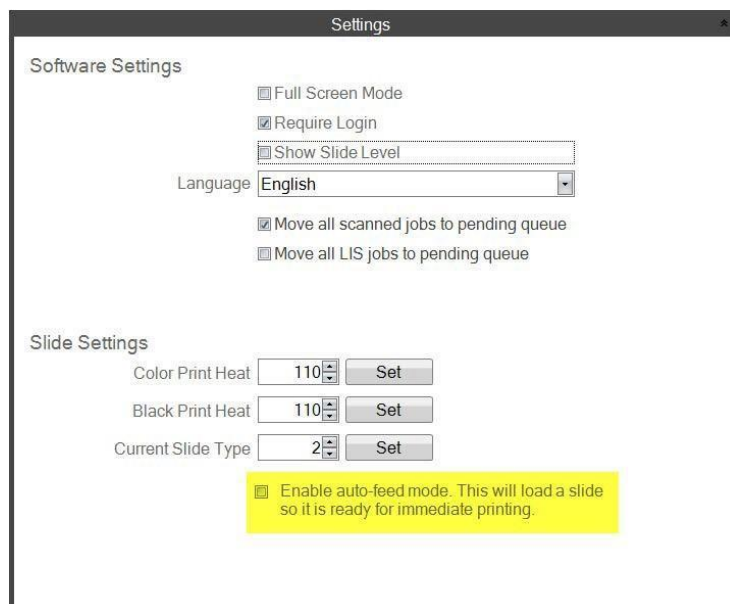 Settings
Software Settings
Full Screen Mode
Require Login
Show Slide Level
Language English
Move all scanned jobs to pending queue
Move all LIS jobs to pending queue
Slide Settings
Color Print Heat 110 Set
Black Print Heat 110 Set
Current Slide Type 2 Set
Enable auto-feed mode. This will load a slide
so it is ready for immediate printing.